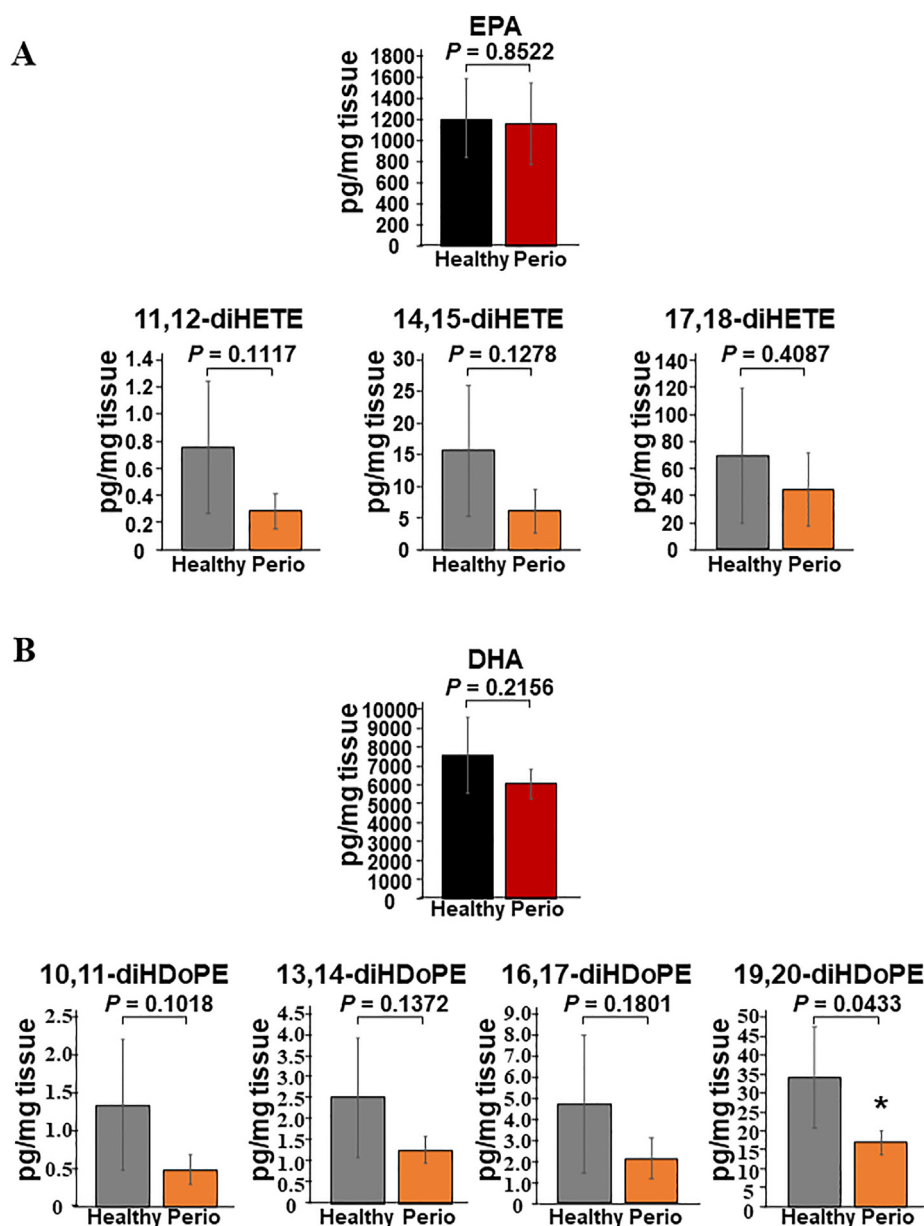 A
EPA
P = 0.8522
pg/mg tissue
1800
1600
1400
1200
1000
800
600
400
200
0
Healthy Perio
11,12-diHETE
P = 0.1117
pg/mg tissue
1.4
1.2
1.0
0.8
0.6
0.4
0.2
0
Healthy Perio
14,15-diHETE
P = 0.1278
pg/mg tissue
30
25
20
15
10
5
0
Healthy Perio
17,18-diHETE
P = 0.4087
pg/mg tissue
140
120
100
80
60
40
20
0
Healthy Perio
B
DHA
P = 0.2156
pg/mg tissue
10000
9000
8000
7000
6000
5000
4000
3000
2000
1000
0
Healthy Perio
10,11-diHDoPE
P = 0.1018
pg/mg tissue
2.5
2.0
1.5
1.0
0.5
0
Healthy Perio
13,14-diHDoPE
P = 0.1372
pg/mg tissue
4.5
4.0
3.5
3.0
2.5
2.0
1.5
1.0
0.5
0
Healthy Perio
16,17-diHDoPE
P = 0.1801
pg/mg tissue
9.0
8.0
7.0
6.0
5.0
4.0
3.0
2.0
1.0
0
Healthy Perio
19,20-diHDoPE
P = 0.0433
pg/mg tissue
50
45
40
35
30
25
20
15
10
5
0
*
Healthy Perio